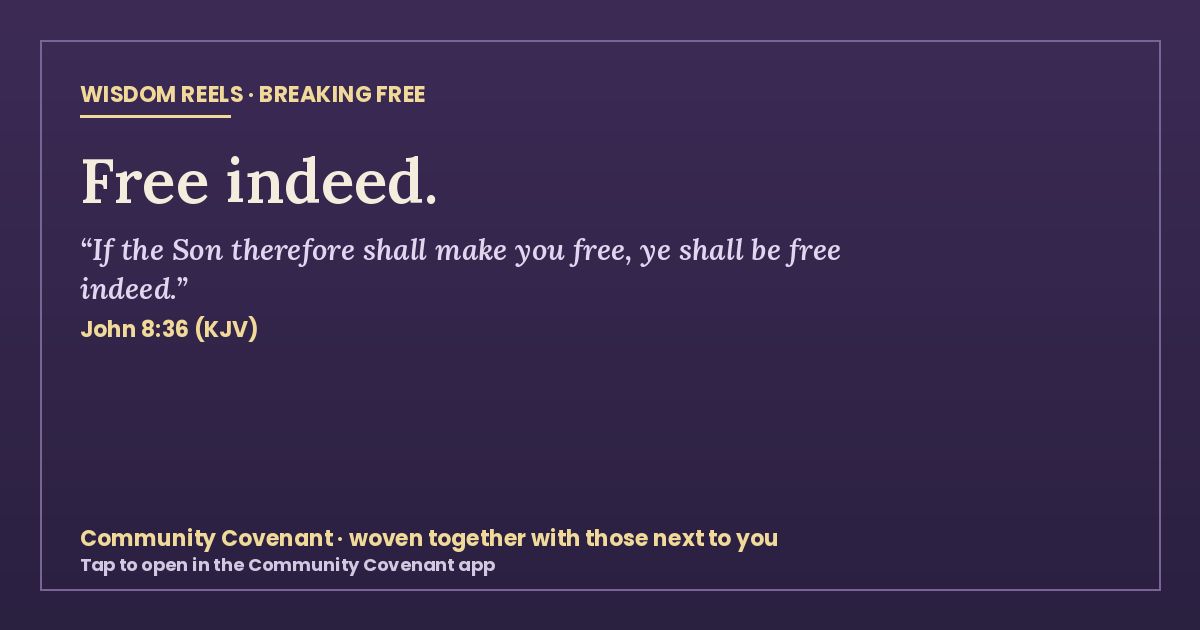 WISDOM REELS · BREAKING FREE
Free indeed.
“If the Son therefore shall make you free, ye shall be free
indeed.”
John 8:36 (KJV)
Community Covenant · woven together with those next to you
Tap to open in the Community Covenant app